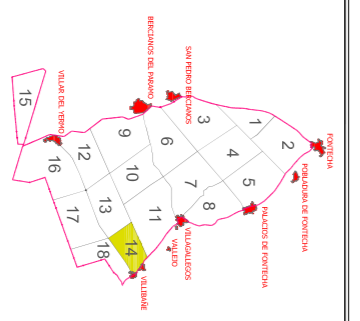 FONTECHA
POBLADURA DE FONTECHA
PALACIOS DE FONTECHA
VILLAGALLEGOS
VALLEJO
VILLIBAÑE
SAN PEDRO BERCIANOS
BERCIANOS DEL PARAMO
VILLAR DEL YERMO
1
2
3
4
5
6
7
8
9
10
11
12
13
14
15
16
17
18